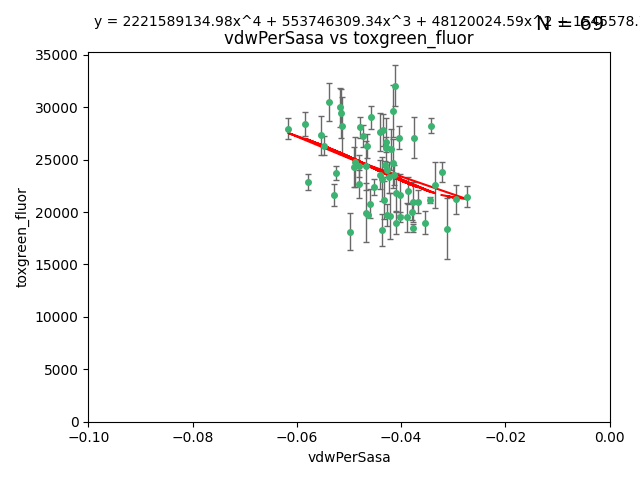 y = 2221589134.98x^4 + 553746309.34x^3 + 48120024.59x^2 +
N = 69
vdwPerSasa vs toxgreen_fluor
35000
30000
25000
20000
15000
10000
5000
0
toxgreen_fluor
−0.10
−0.08
−0.06
−0.04
−0.02
0.00
vdwPerSasa